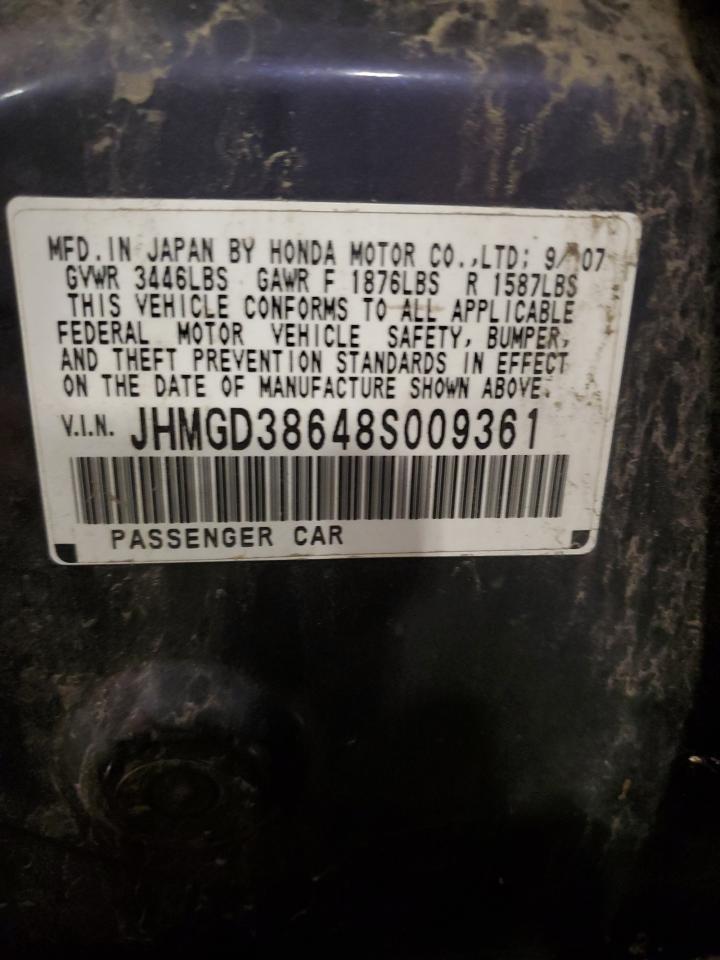 MFD.IN JAPAN BY HONDA MOTOR CO.,LTD; 9/'07
GVWR 3446LBS GAWR F 1876LBS R 1587LBS
THIS VEHICLE CONFORMS TO ALL APPLICABLE
FEDERAL MOTOR VEHICLE SAFETY, BUMPER,
AND THEFT PREVENTION STANDARDS IN EFFECT
ON THE DATE OF MANUFACTURE SHOWN ABOVE.
V.I.N. JHMGD38648S009361
PASSENGER CAR